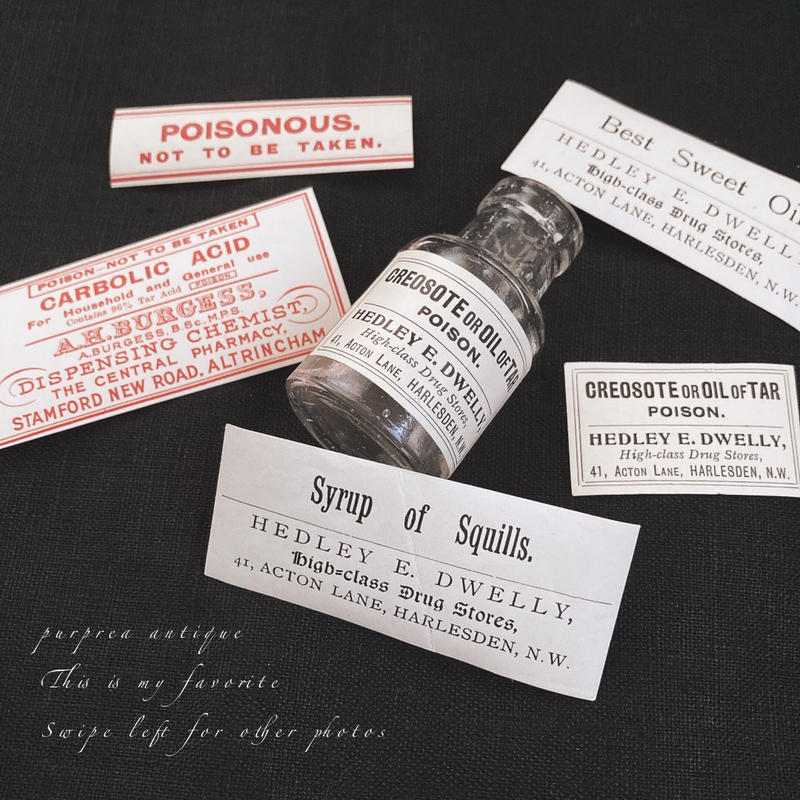 POISONOUS.
NOT TO BE TAKEN.
Best Sweet Oi
HEDLEY E. DWELLY
High-class Drug Stores,
41, ACTON LANE, HARLESDEN, N.W.
POISON—NOT TO BE TAKEN
CARBOLIC ACID
For Household and General use
Contains 96% Tar Acid POISON
A.H. BURGESS,
A. BURGESS, B.Sc., M.P.S.
DISPENSING CHEMIST,
THE CENTRAL PHARMACY,
STAMFORD NEW ROAD, ALTRINCHAM
CREOSOTE OR OIL OF TAR
POISON.
HEDLEY E. DWELLY,
High-class Drug Stores,
41, ACTON LANE, HARLESDEN, N.W.
CREOSOTE OR OIL OF TAR
POISON.
HEDLEY E. DWELLY,
High-class Drug Stores,
41, ACTON LANE, HARLESDEN, N.W.
Syrup of Squills.
HEDLEY E. DWELLY,
High-class Drug Stores,
41, ACTON LANE, HARLESDEN, N.W.
purprea antique
This is my favorite
Swipe left for other photos